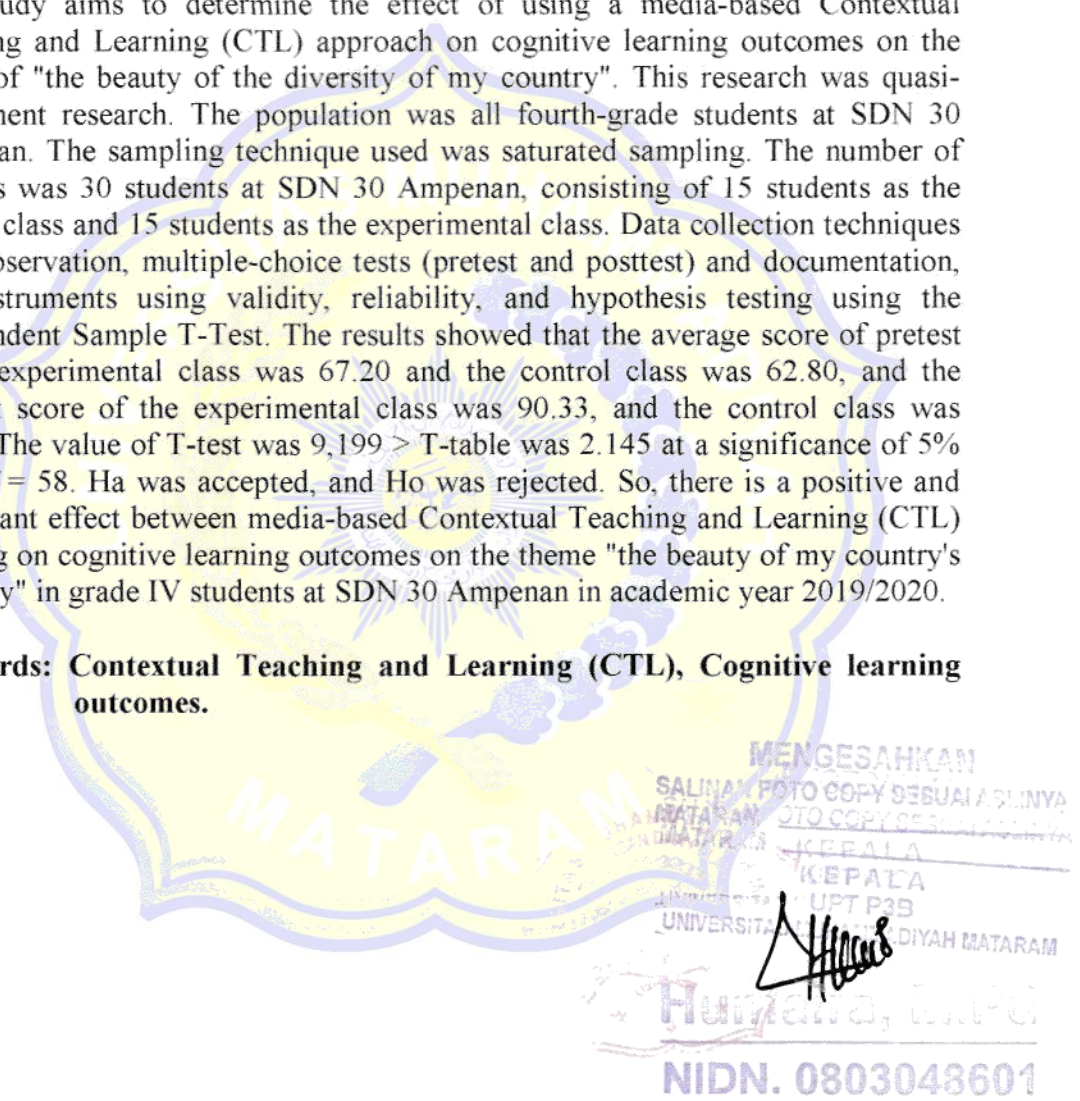 udy aims to determine the effect of using a media-based Contextual
ng and Learning (CTL) approach on cognitive learning outcomes on the
of "the beauty of the diversity of my country". This research was quasi-
nent research. The population was all fourth-grade students at SDN 30
an. The sampling technique used was saturated sampling. The number of
s was 30 students at SDN 30 Ampenan, consisting of 15 students as the
class and 15 students as the experimental class. Data collection techniques
bservation, multiple-choice tests (pretest and posttest) and documentation,
struments using validity, reliability, and hypothesis testing using the
ndent Sample T-Test. The results showed that the average score of pretest
experimental class was 67.20 and the control class was 62.80, and the
score of the experimental class was 90.33, and the control class was
The value of T-test was 9,199 > T-table was 2.145 at a significance of 5%
= 58. Ha was accepted, and Ho was rejected. So, there is a positive and
ant effect between media-based Contextual Teaching and Learning (CTL)
g on cognitive learning outcomes on the theme "the beauty of my country's
y" in grade IV students at SDN 30 Ampenan in academic year 2019/2020.
rds: Contextual Teaching and Learning (CTL), Cognitive learning
outcomes.
MATARAM
MENGESAHKAN
SALINAN FOTO COPY SESUAI ASLINYA
MATARAM
KEPALA
KEPALA
UPT P3B
UNIVERSITAS DIYAH MATARAM
Humaira,
NIDN. 0803048601